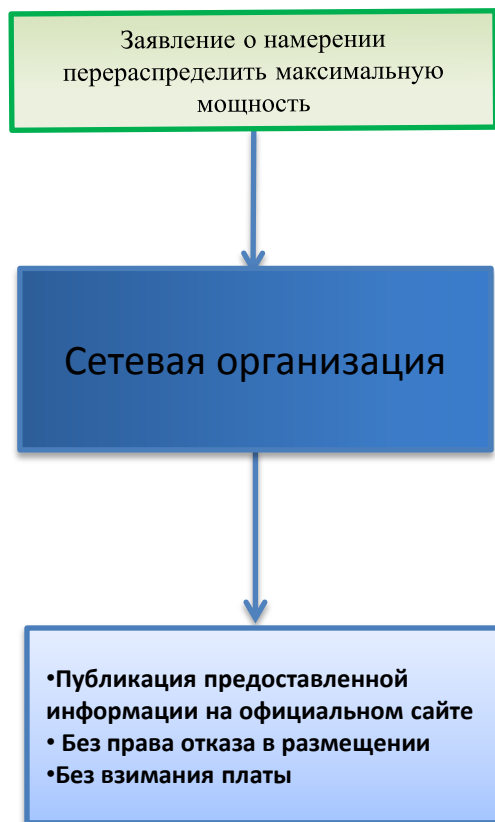 Заявление о намерении
перераспределить максимальную
мощность
Сетевая организация
•Публикация предоставленной
информации на официальном сайте
• Без права отказа в размещении
•Без взимания платы